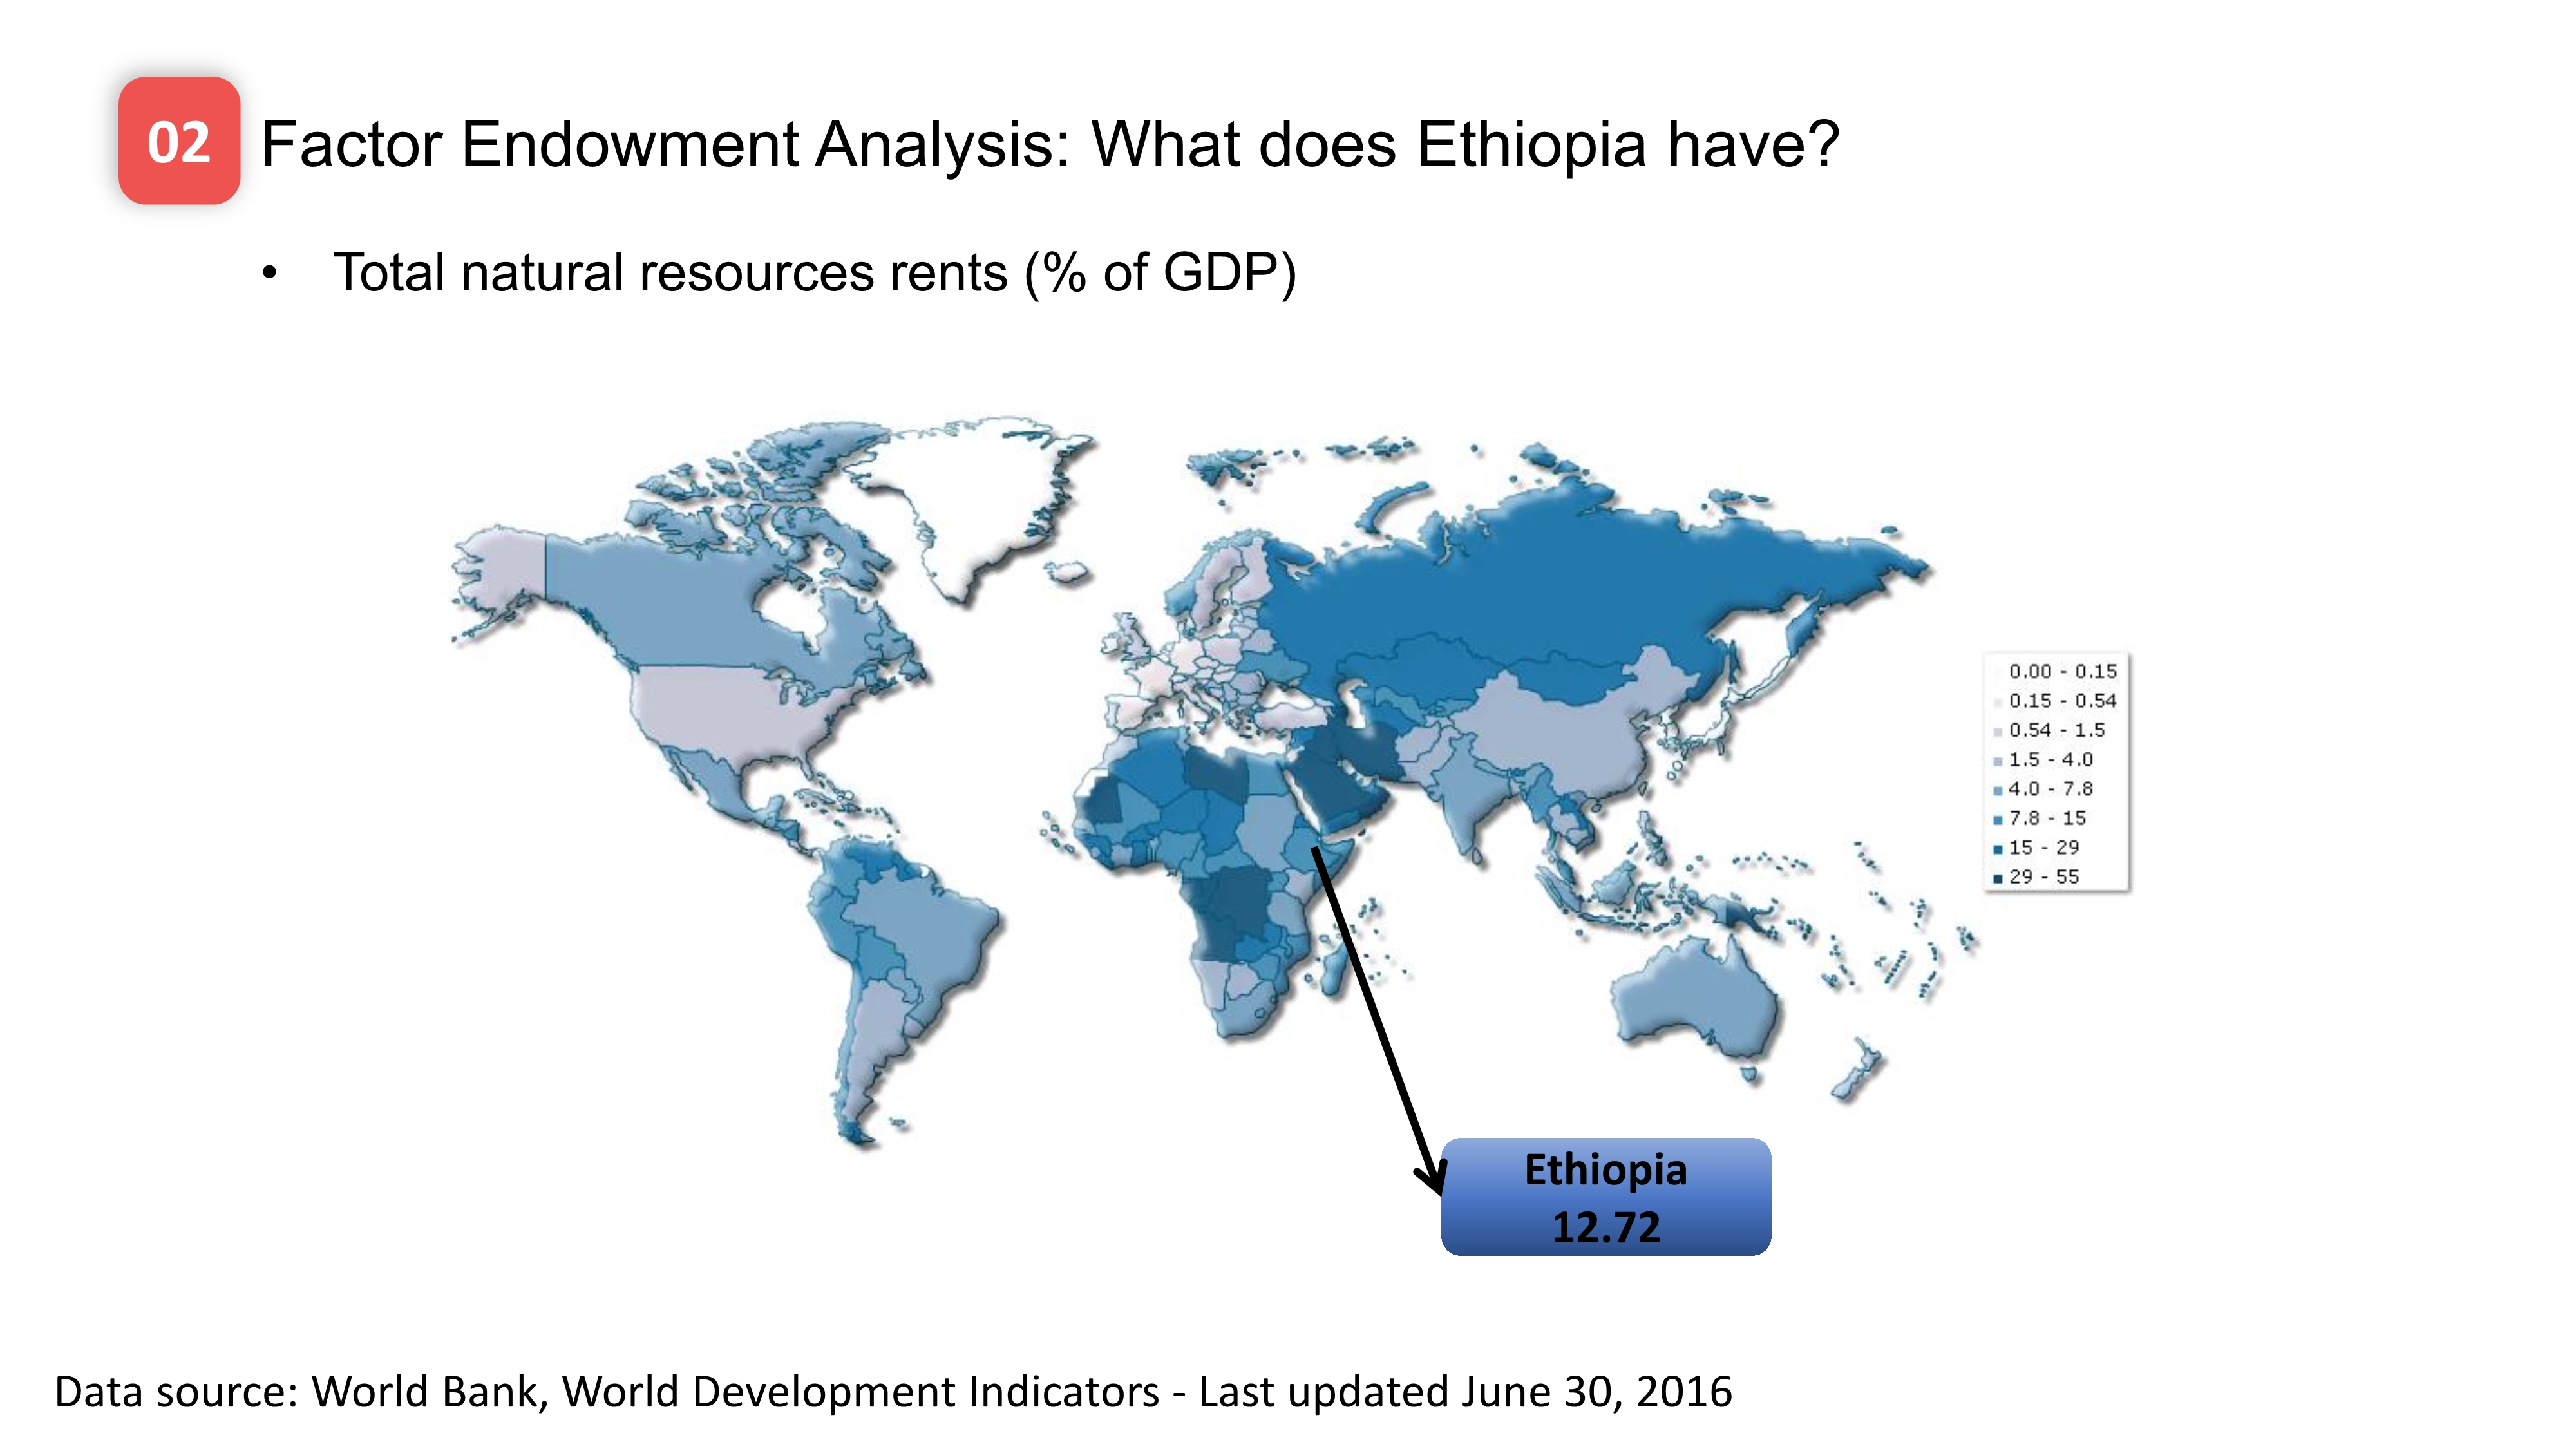 02
Factor Endowment Analysis: What does Ethiopia have?
• Total natural resources rents (% of GDP)
0.00 - 0.15
0.15 - 0.54
0.54 - 1.5
1.5 - 4.0
4.0 - 7.8
7.8 - 15
15 - 29
29 - 55
Ethiopia
12.72
Data source: World Bank, World Development Indicators - Last updated June 30, 2016